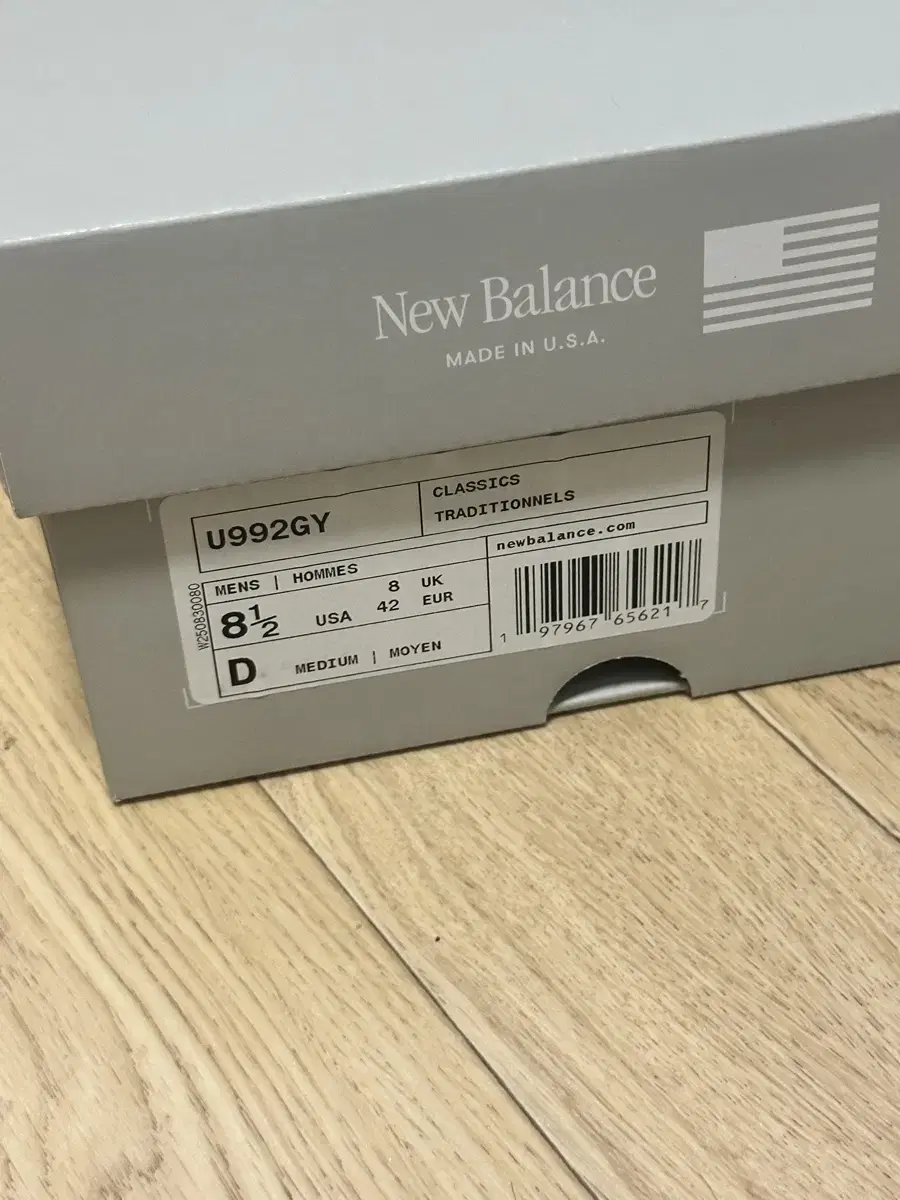 New Balance
MADE IN U.S.A.
U992GY
CLASSICS
TRADITIONNELS
newbalance.com
MENS | HOMMES
8½ USA
8 UK
42 EUR
D MEDIUM | MOYEN
W250830080
1 97967 65621 7